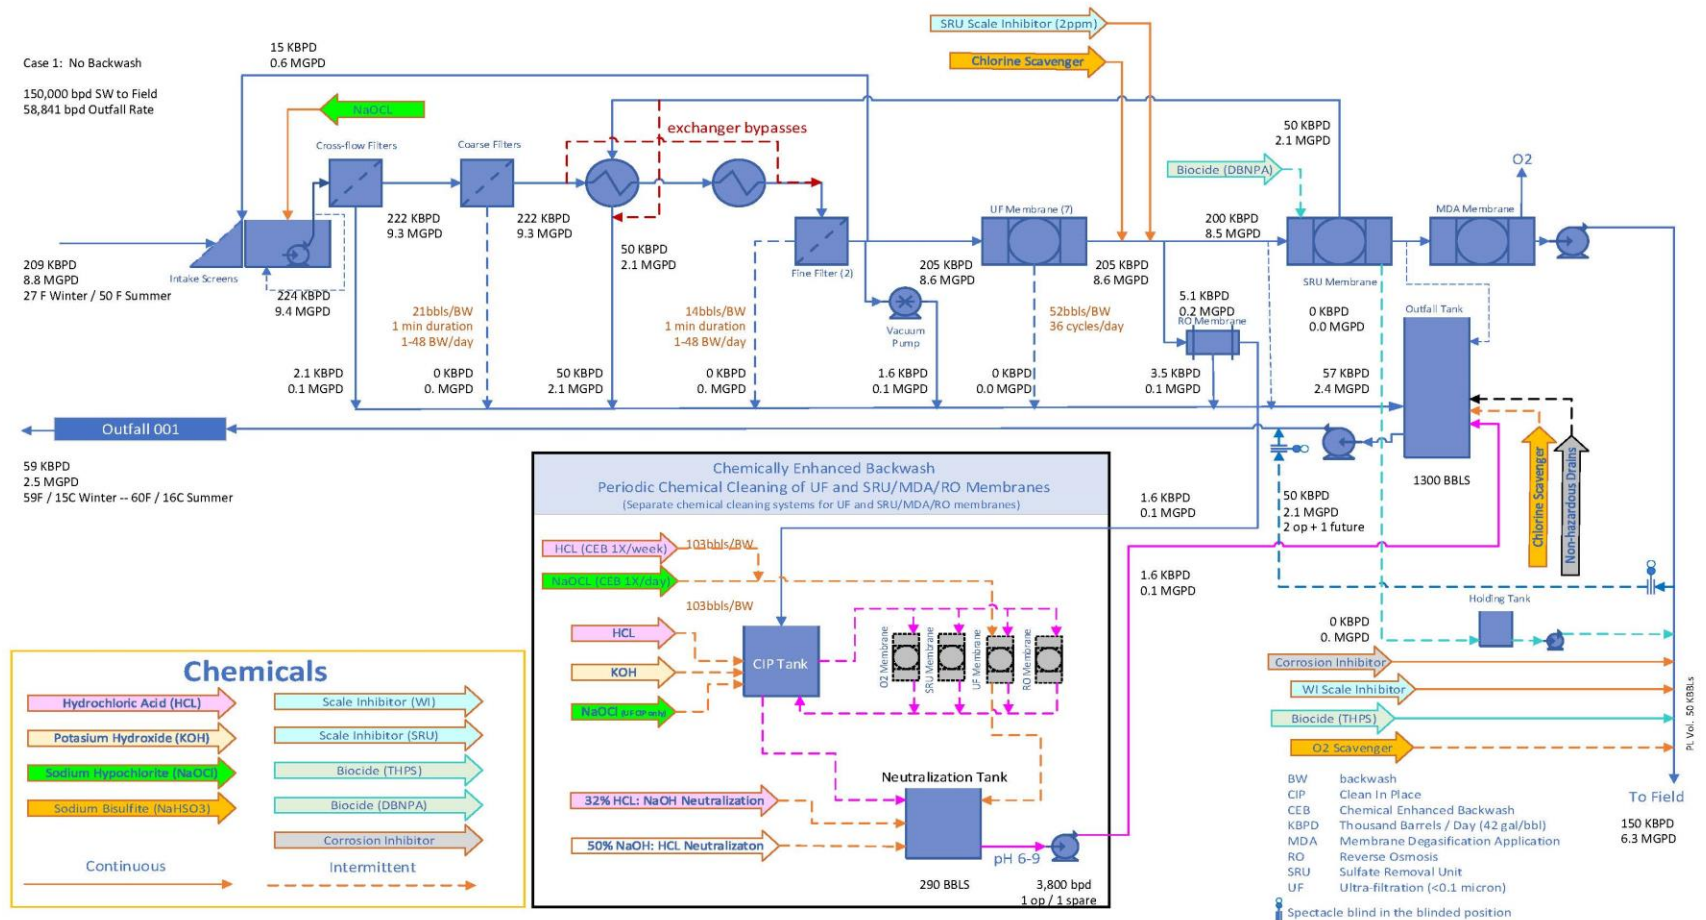 SRU Scale Inhibitor (2ppm)
Chlorine Scavenger
15 KBPD
0.6 MGPD
Case 1:  No Backwash
150,000 bpd SW to Field
58,841 bpd Outfall Rate
NaOCL
exchanger bypasses
50 KBPD
2.1 MGPD
Cross-flow Filters
Coarse Filters
Biocide (DBNPA)
O2
UF Membrane (7)
MDA Membrane
222 KBPD
9.3 MGPD
222 KBPD
9.3 MGPD
200 KBPD
8.5 MGPD
50 KBPD
2.1 MGPD
209 KBPD
8.8 MGPD
27 F Winter / 50 F Summer
Intake Screens
224 KBPD
9.4 MGPD
Fine Filter (2)
205 KBPD
8.6 MGPD
205 KBPD
8.6 MGPD
SRU Membrane
21bbls/BW
1 min duration
1-48 BW/day
14bbls/BW
1 min duration
1-48 BW/day
Vacuum
Pump
52bbls/BW
36 cycles/day
5.1 KBPD
0.2 MGPD
RO Membrane
0 KBPD
0.0 MGPD
Outfall Tank
2.1 KBPD
0.1 MGPD
0 KBPD
0. MGPD
50 KBPD
2.1 MGPD
0 KBPD
0. MGPD
1.6 KBPD
0.1 MGPD
0 KBPD
0.0 MGPD
3.5 KBPD
0.1 MGPD
57 KBPD
2.4 MGPD
Outfall 001
59 KBPD
2.5 MGPD
59F / 15C Winter -- 60F / 16C Summer
1300 BBLS
Chlorine Scavenger
Non-hazardous Drains
Chemically Enhanced Backwash
Periodic Chemical Cleaning of UF and SRU/MDA/RO Membranes
(Separate chemical cleaning systems for UF and SRU/MDA/RO membranes)
1.6 KBPD
0.1 MGPD
50 KBPD
2.1 MGPD
2 op + 1 future
HCL (CEB 1X/week)
103bbls/BW
NaOCL (CEB 1X/day)
103bbls/BW
1.6 KBPD
0.1 MGPD
HCL
KOH
NaOCl (UF CIP only)
CIP Tank
O2 Membrane
SRU Membrane
UF Membrane
RO Membrane
Holding Tank
0 KBPD
0. MGPD
Corrosion Inhibitor
WI Scale Inhibitor
Biocide (THPS)
O2 Scavenger
PL Vol. 50 KBBLs
Neutralization Tank
32% HCL: NaOH Neutralization
50% NaOH: HCL Neutralizaton
pH 6-9
290 BBLS
3,800 bpd
1 op / 1 spare
Chemicals
Hydrochloric Acid (HCL)
Scale Inhibitor (WI)
Potasium Hydroxide (KOH)
Scale Inhibitor (SRU)
Sodium Hypochlorite (NaOCl)
Biocide (THPS)
Sodium Bisulfite (NaHSO3)
Biocide (DBNPA)
Corrosion Inhibitor
Continuous
Intermittent
BW backwash
CIP Clean In Place
CEB Chemical Enhanced Backwash
KBPD Thousand Barrels / Day (42 gal/bbl)
MDA Membrane Degasification Application
RO Reverse Osmosis
SRU Sulfate Removal Unit
UF Ultra-filtration (<0.1 micron)
Spectacle blind in the blinded position
To Field
150 KBPD
6.3 MGPD